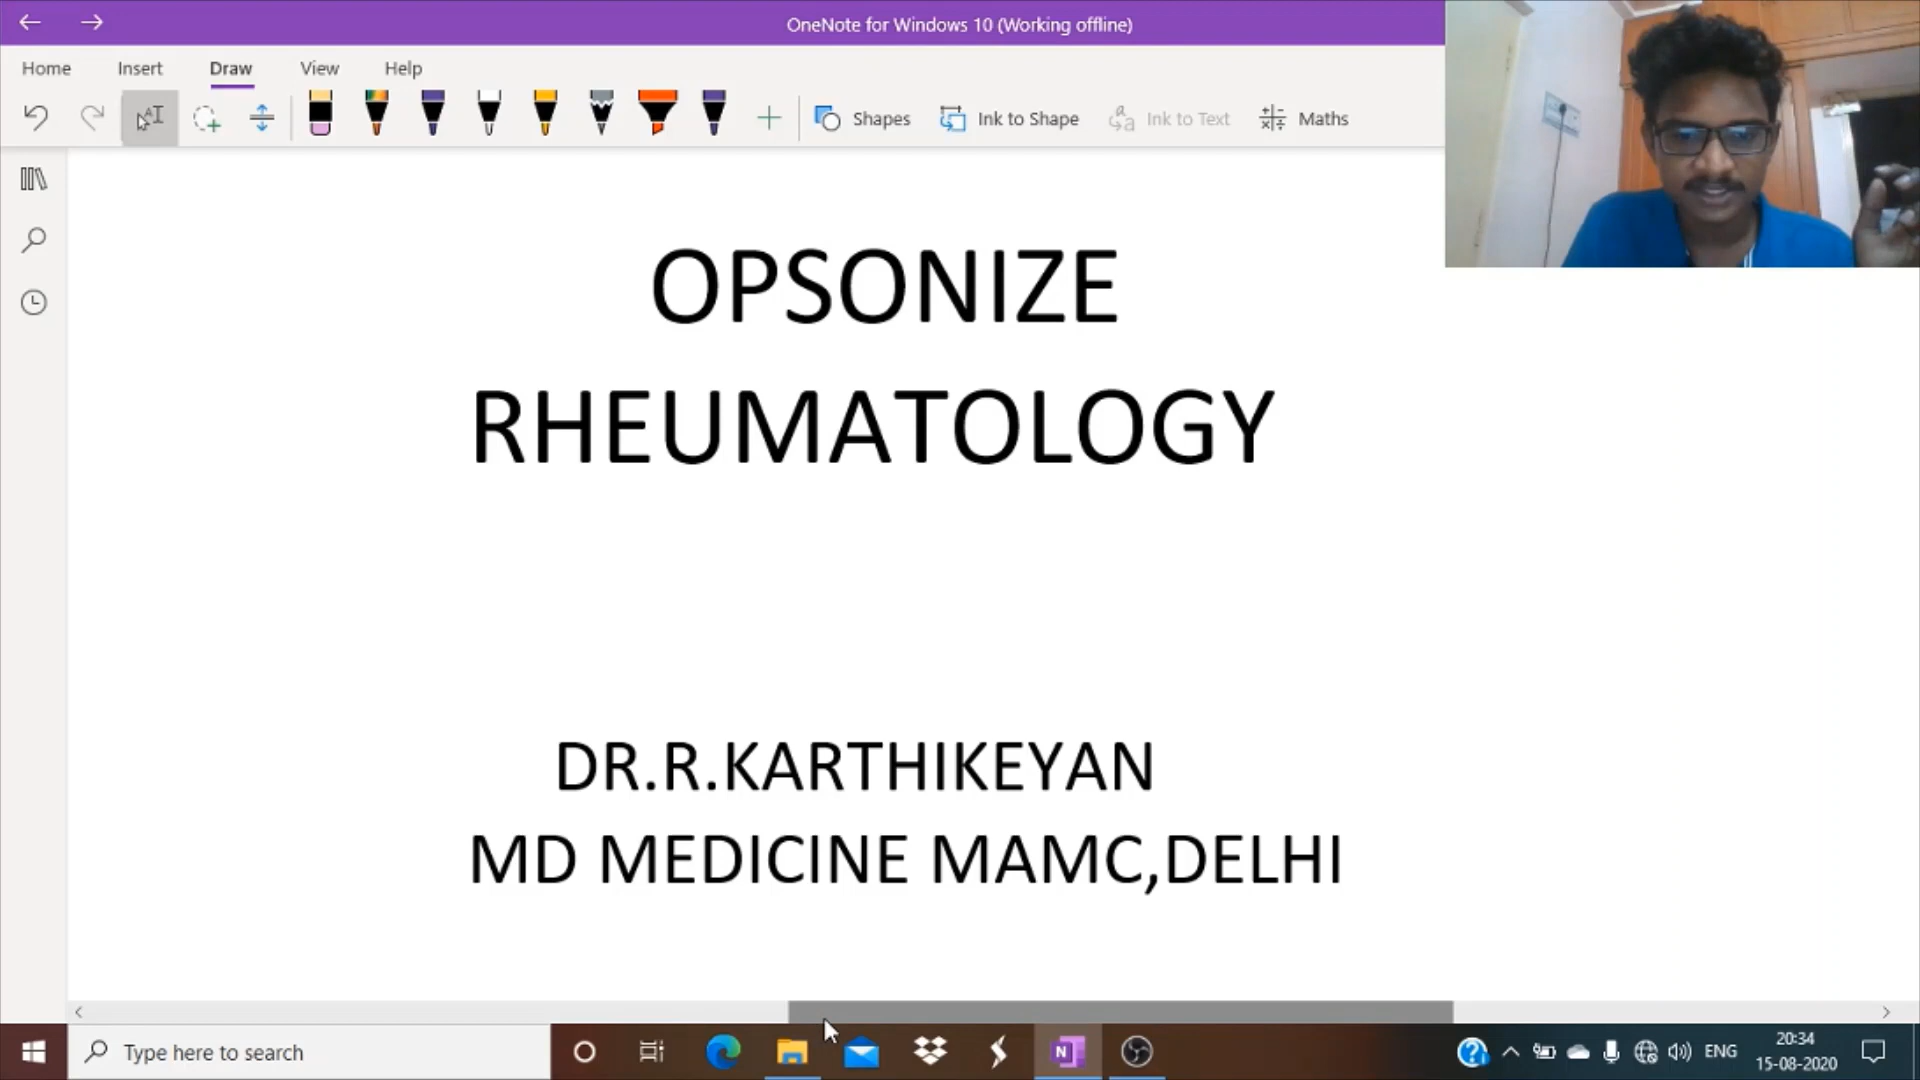 OneNote for Windows 10 (Working offline)
Home Insert Draw View Help
Shapes Ink to Shape Ink to Text Maths
OPSONIZE
RHEUMATOLOGY
DR.R.KARTHIKEYAN
MD MEDICINE MAMC,DELHI
Type here to search
ENG
20:34
15-08-2020